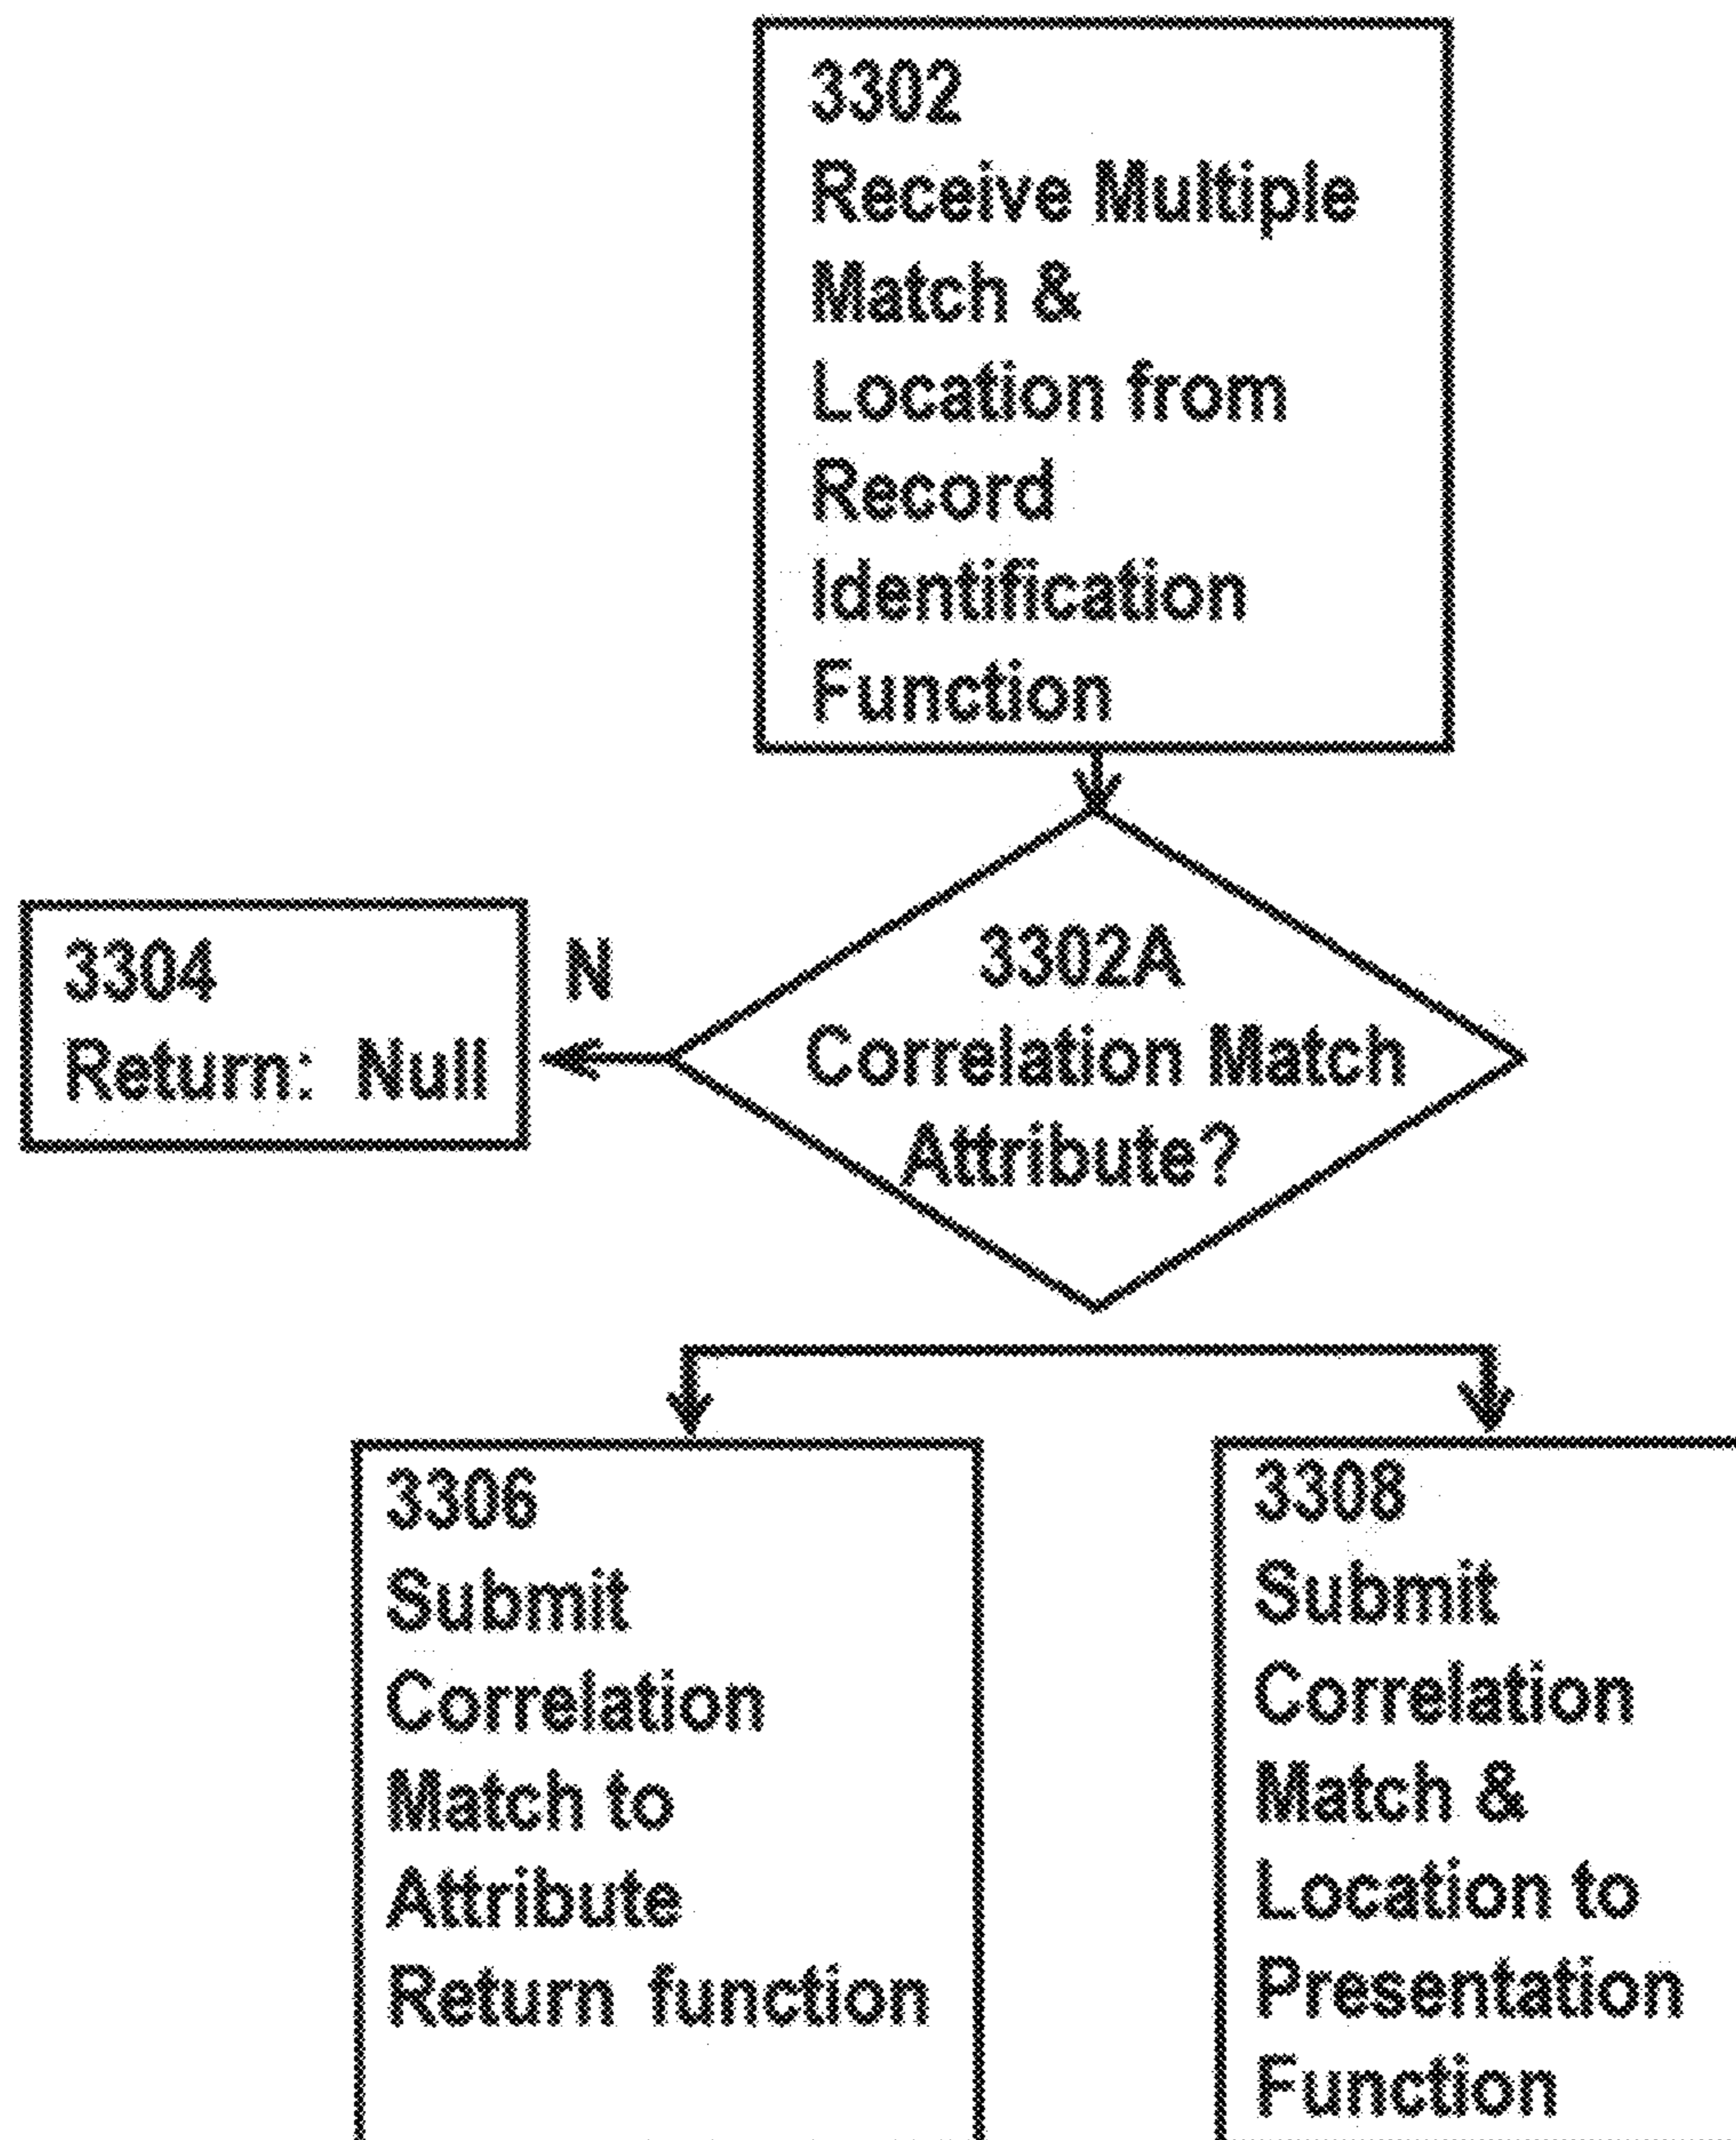 3302
Receive Multiple
Match &
Location from
Record
Identification
Function
3302A
Correlation Match
Attribute?
N
3304
Return: Null
3306
Submit
Correlation
Match to
Attribute
Return function
3308
Submit
Correlation
Match &
Location to
Presentation
Function